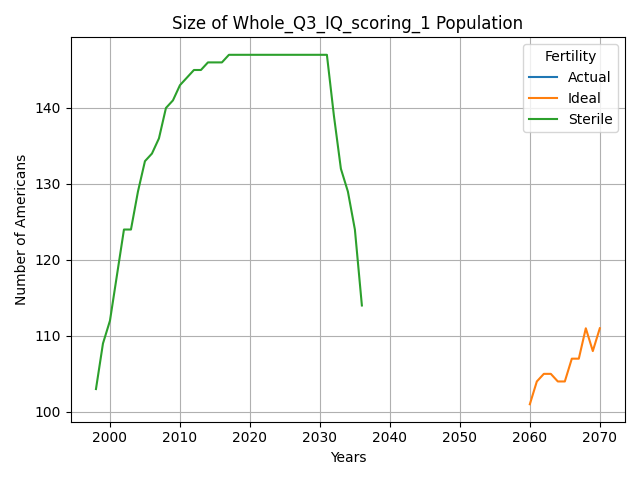 Size of Whole_Q3_IQ_scoring_1 Population
Fertility
Actual
Ideal
Sterile
Number of Americans
140
130
120
110
100
2000 2010 2020 2030 2040 2050 2060 2070
Years